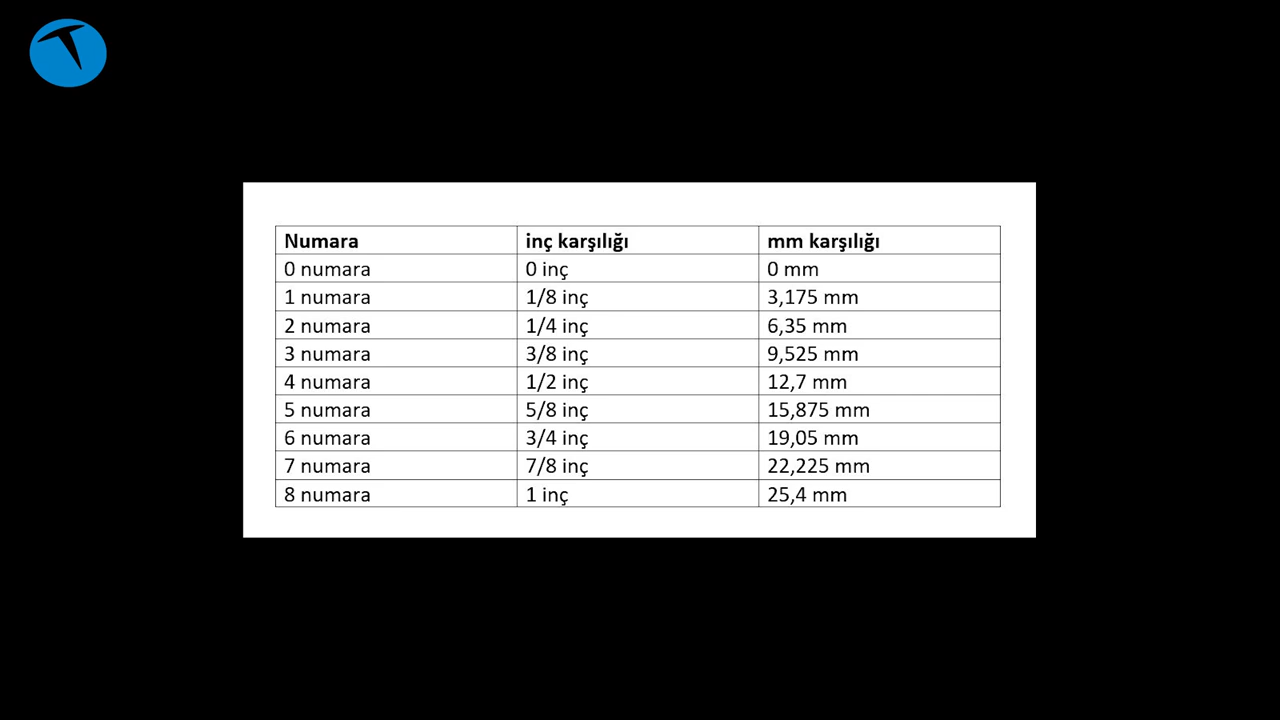 Numara inç karşılığı mm karşılığı
0 numara 0 inç 0 mm
1 numara 1/8 inç 3,175 mm
2 numara 1/4 inç 6,35 mm
3 numara 3/8 inç 9,525 mm
4 numara 1/2 inç 12,7 mm
5 numara 5/8 inç 15,875 mm
6 numara 3/4 inç 19,05 mm
7 numara 7/8 inç 22,225 mm
8 numara 1 inç 25,4 mm